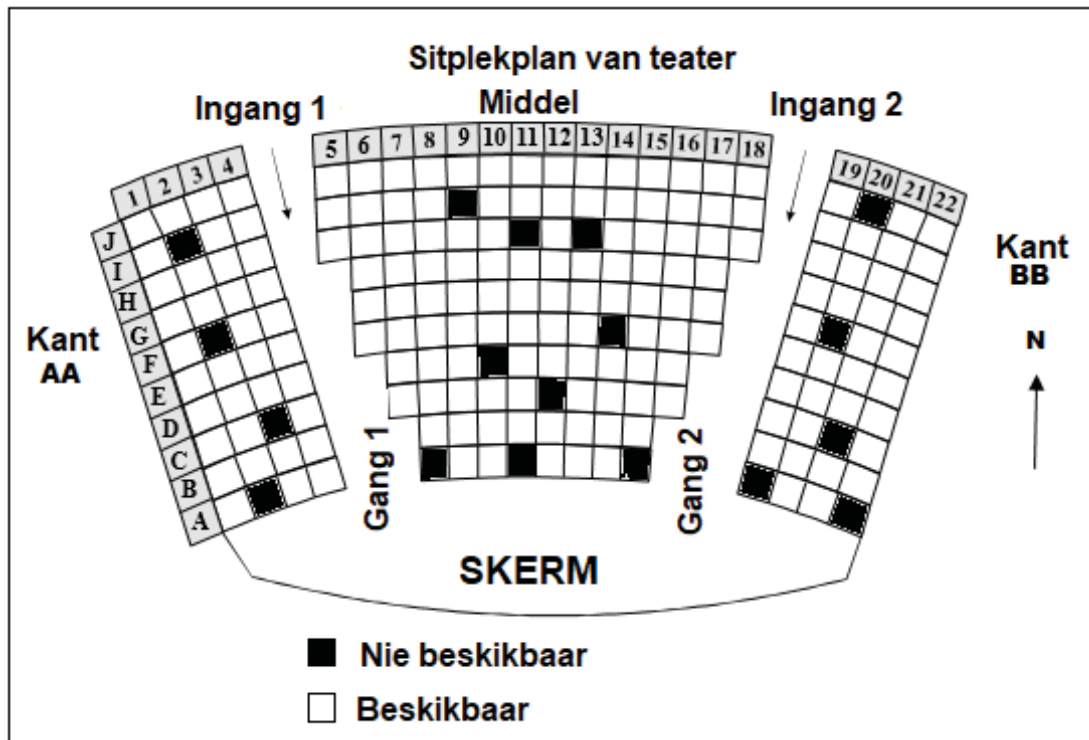 Sitplekplan van teater
Ingang 1 Middel Ingang 2
5 6 7 8 9 10 11 12 13 14 15 16 17 18
1 2 3 4
19 20 21 22
J
I
H
G
F
E
D
C
B
A
Kant
AA
Kant
BB
N
Gang 1
Gang 2
SKERM
Nie beskikbaar
Beskikbaar